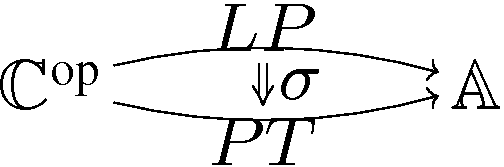 LP
ℂ^op ⇓σ 𝔸
PT